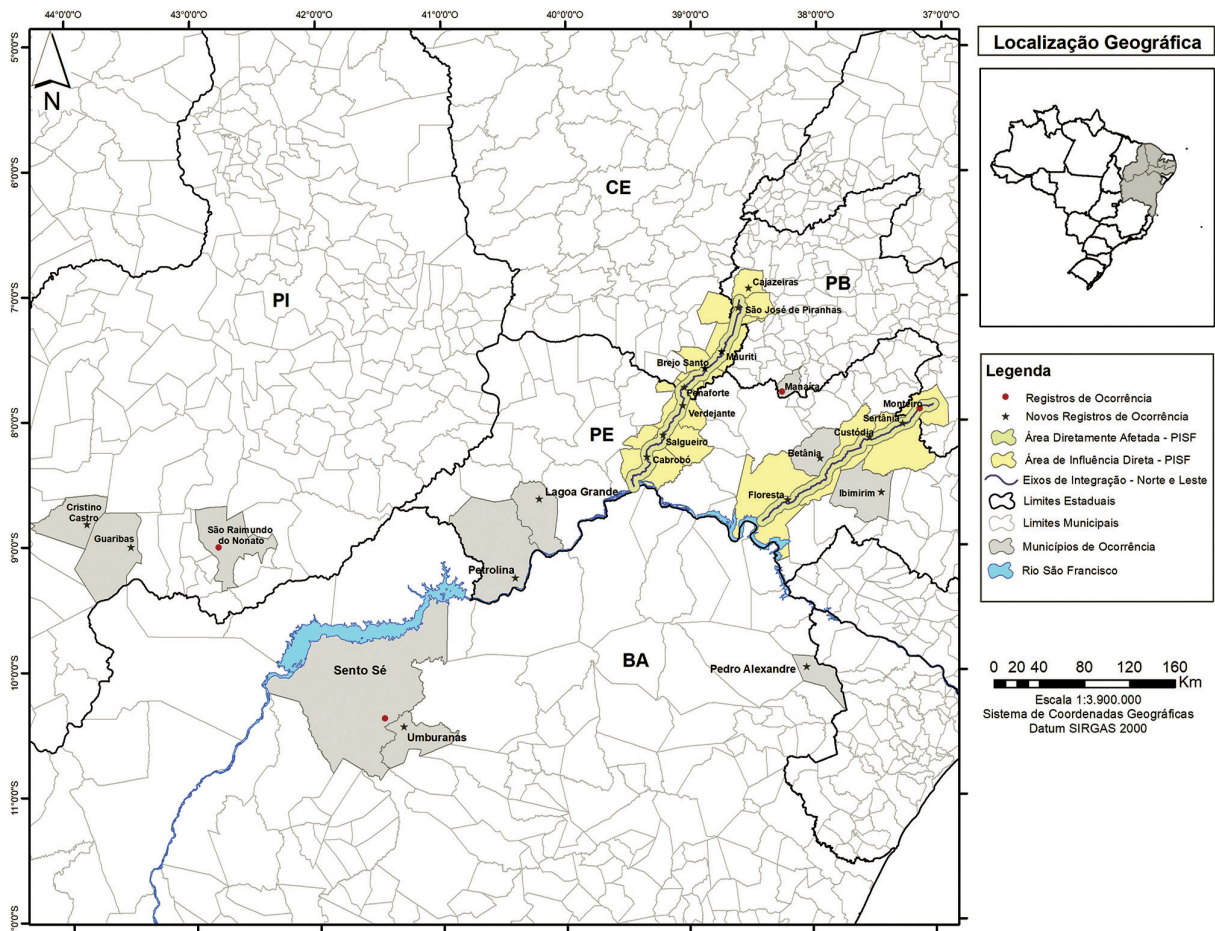 44°0'0"S
43°0'0"S
42°0'0"S
41°0'0"S
40°0'0"S
39°0'0"S
38°0'0"S
37°0'0"S
5°0'0"S
6°0'0"S
7°0'0"S
8°0'0"S
9°0'0"S
10°0'0"S
11°0'0"S
°0'0"S
N
CE
PI
PB
PE
BA
Cajazeiras
São José de Piranhas
Mauriti
Brejo Santo
Penaforte
Verdejante
Salgueiro
Cabrobó
Manaíra
Monteiro
Sertânia
Custódia
Betânia
Ibimirim
Floresta
Lagoa Grande
Petrolina
Cristino
Castro
Guaribas
São Raimundo
do Nonato
Sento Sé
Umburanas
Pedro Alexandre
Localização Geográfica
Legenda
Registros de Ocorrência
Novos Registros de Ocorrência
Área Diretamente Afetada - PISF
Área de Influência Direta - PISF
Eixos de Integração - Norte e Leste
Limites Estaduais
Limites Municipais
Municípios de Ocorrência
Rio São Francisco
0 20 40 80 120 160
Km
Escala 1:3.900.000
Sistema de Coordenadas Geográficas
Datum SIRGAS 2000